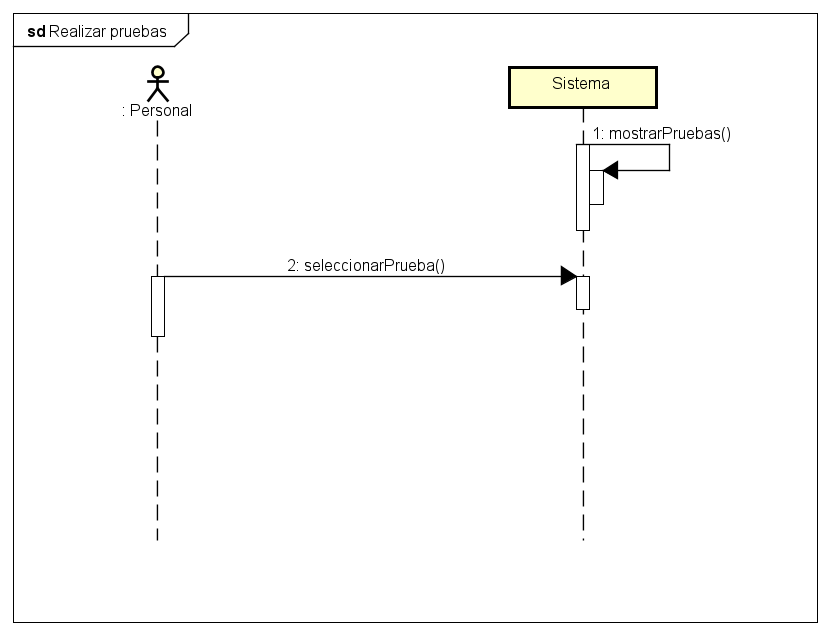 sd Realizar pruebas
: Personal
Sistema
1: mostrarPruebas()
2: seleccionarPrueba()